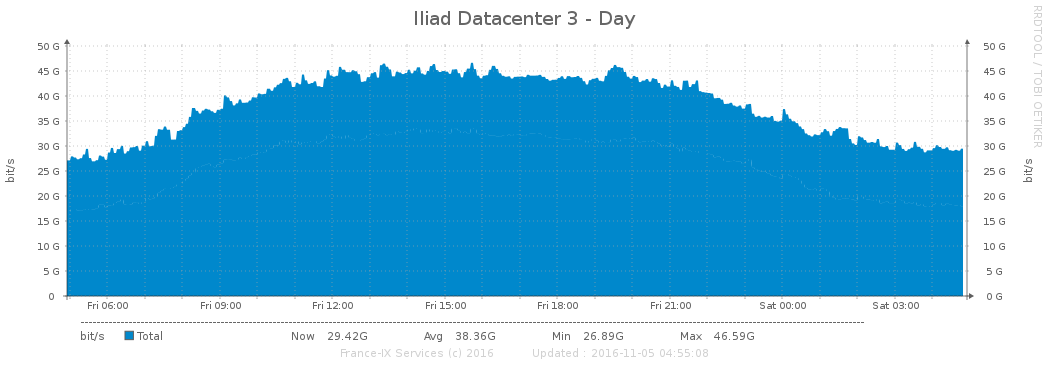 Iliad Datacenter 3 - Day
RRDTOOL / TOBI OETIKER
50 G 50 G
45 G 45 G
40 G 40 G
35 G 35 G
30 G 30 G
25 G 25 G
20 G 20 G
15 G 15 G
10 G 10 G
5 G 5 G
0 0 G
bit/s bit/s
Fri 06:00 Fri 09:00 Fri 12:00 Fri 15:00 Fri 18:00 Fri 21:00 Sat 00:00 Sat 03:00
bit/s Total Now 29.42G Avg 38.36G Min 26.89G Max 46.59G
France-IX Services (c) 2016 Updated : 2016-11-05 04:55:08